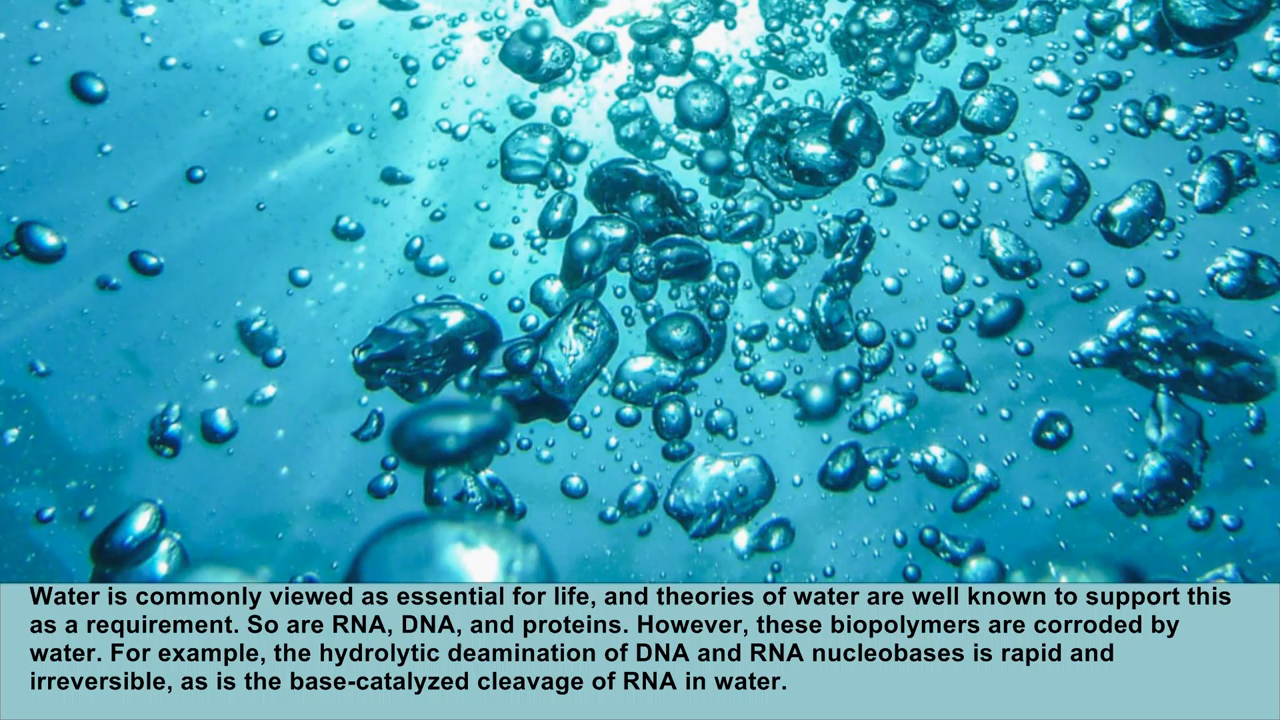 Water is commonly viewed as essential for life, and theories of water are well known to support this
as a requirement. So are RNA, DNA, and proteins. However, these biopolymers are corroded by
water. For example, the hydrolytic deamination of DNA and RNA nucleobases is rapid and
irreversible, as is the base-catalyzed cleavage of RNA in water.